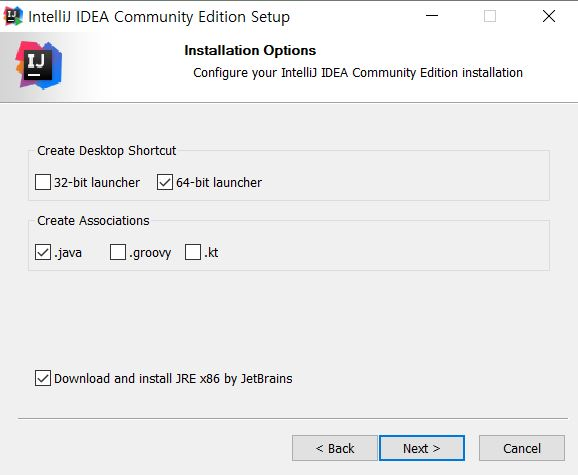 IntelliJ IDEA Community Edition Setup
IJ
Installation Options
Configure your IntelliJ IDEA Community Edition installation
Create Desktop Shortcut
32-bit launcher 64-bit launcher
Create Associations
.java .groovy .kt
Download and install JRE x86 by JetBrains
< Back Next > Cancel